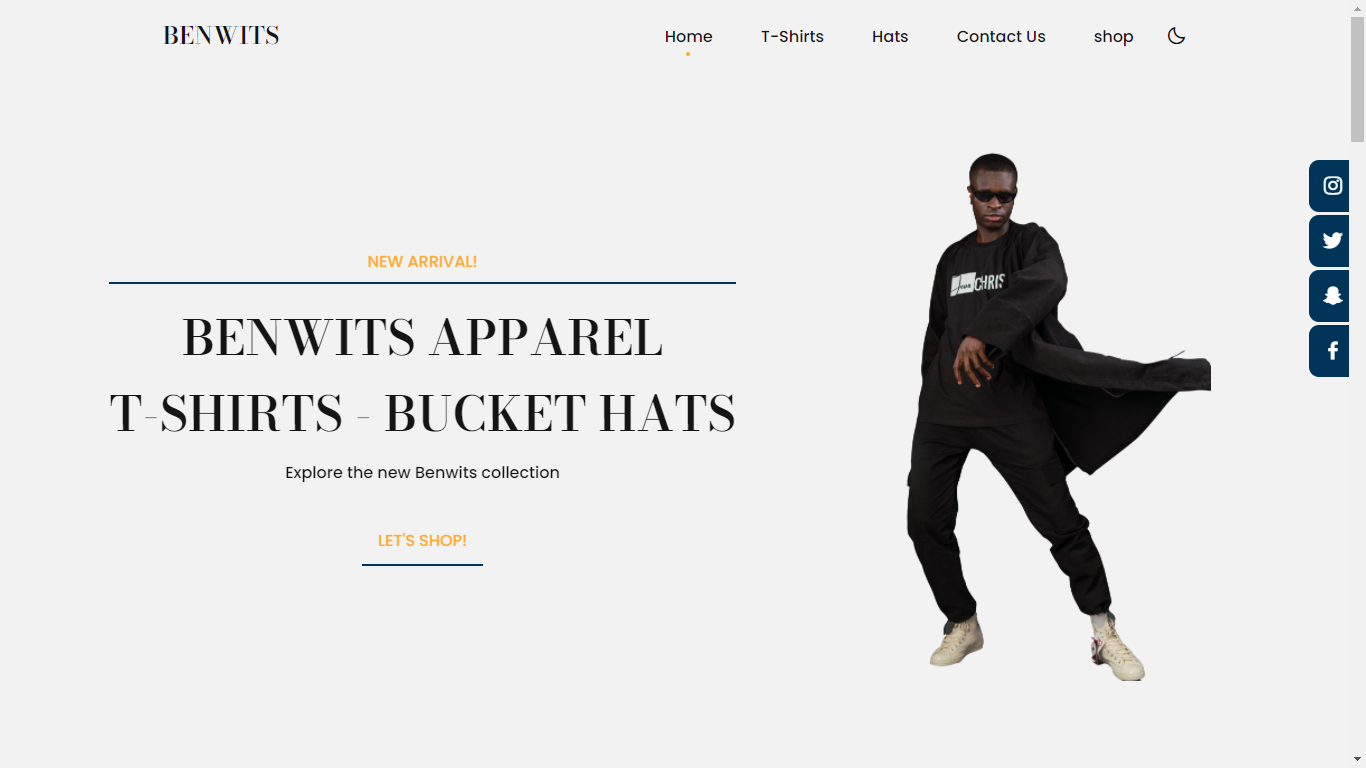 BENWITS
Home T-Shirts Hats Contact Us shop
NEW ARRIVAL!
BENWITS APPAREL
T-SHIRTS - BUCKET HATS
Explore the new Benwits collection
LET'S SHOP!
CHRIS